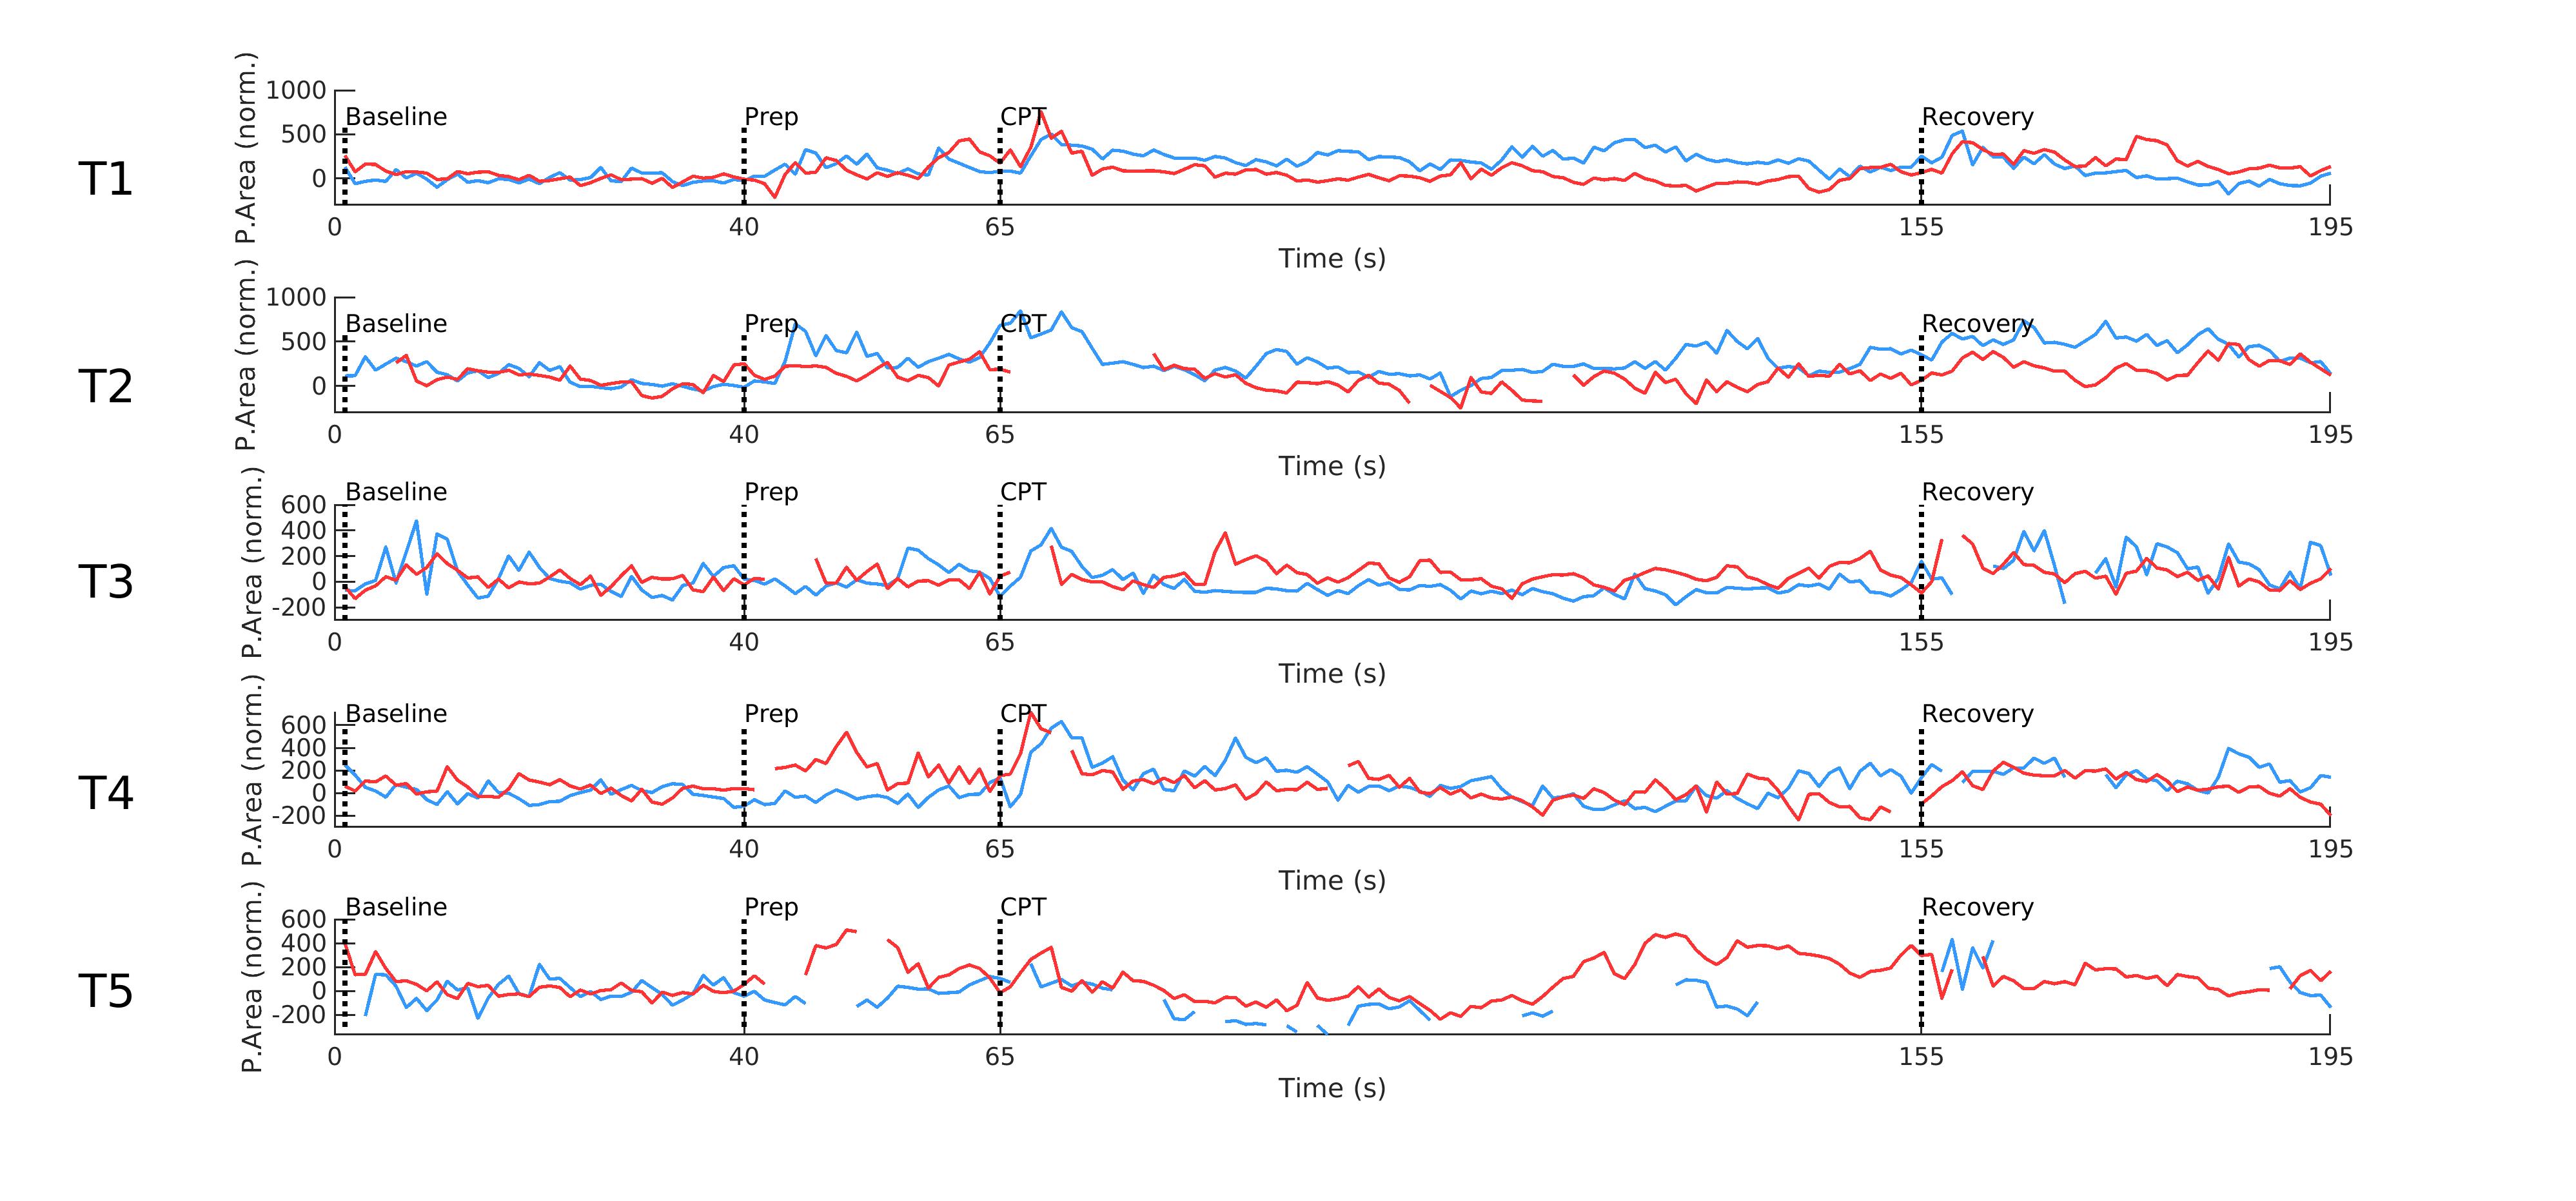 T1
P.Area (norm.)
1000
500
0
Baseline
Prep
CPT
Recovery
0 40 65 155 195
Time (s)
T2
P.Area (norm.)
1000
500
0
Baseline
Prep
CPT
Recovery
0 40 65 155 195
Time (s)
T3
P.Area (norm.)
600
400
200
0
-200
Baseline
Prep
CPT
Recovery
0 40 65 155 195
Time (s)
T4
P.Area (norm.)
600
400
200
0
-200
Baseline
Prep
CPT
Recovery
0 40 65 155 195
Time (s)
T5
P.Area (norm.)
600
400
200
0
-200
Baseline
Prep
CPT
Recovery
0 40 65 155 195
Time (s)